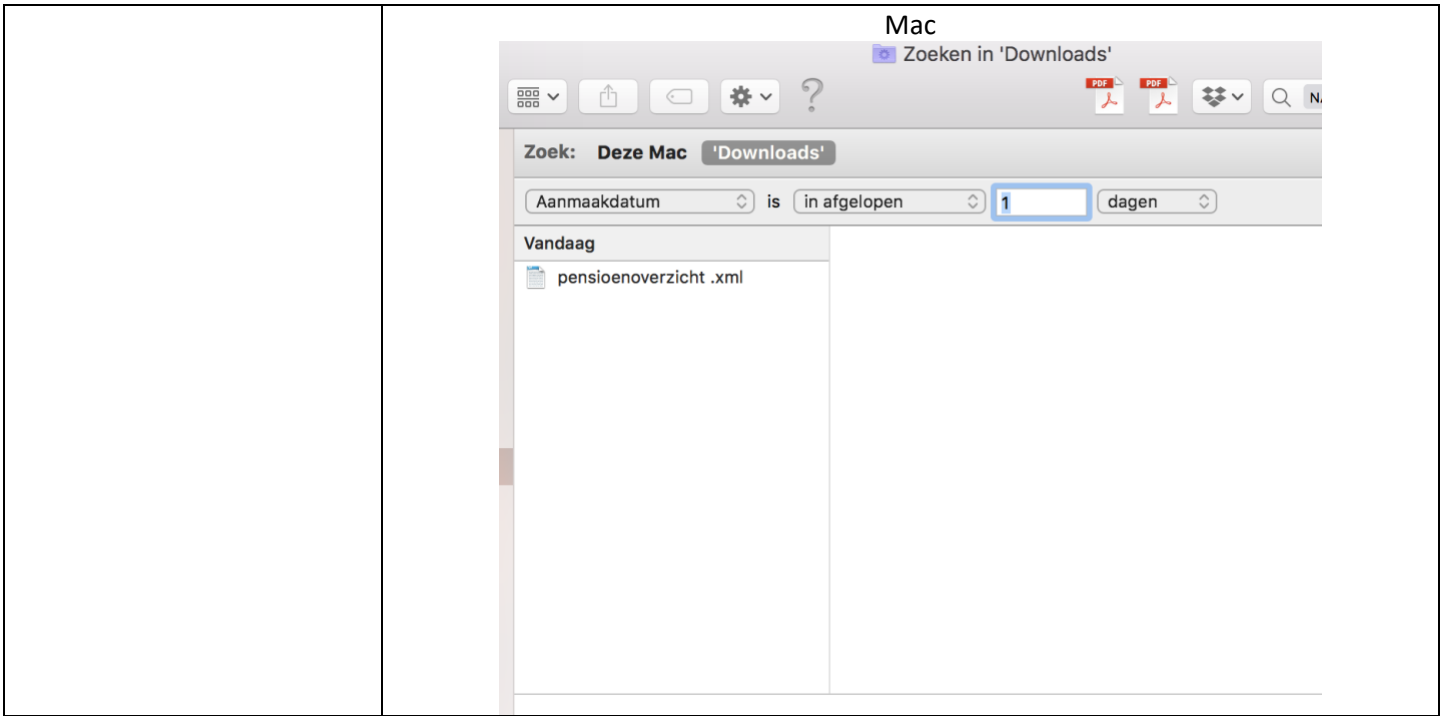 Mac
Zoeken in 'Downloads'
PDF PDF
Zoek: Deze Mac 'Downloads'
Aanmaakdatum is in afgelopen 1 dagen
Vandaag
pensioenoverzicht .xml